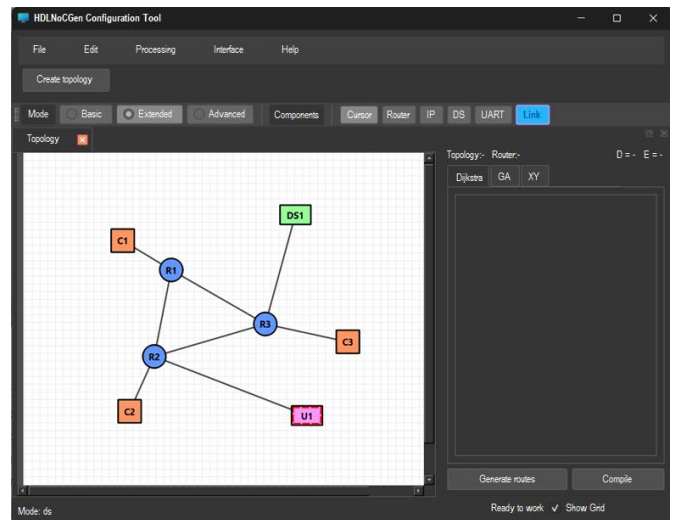 HDLNoCGen Configuration Tool
File Edit Processing Interface Help
Create topology
Mode Basic Extended Advanced Components Cursor Router IP DS UART Link
Topology
Topology:- Router:- D = - E = -
Dijkstra GA XY
DS1
C1
R1
R3
C3
R2
C2
U1
Generate routes Compile
Mode: ds Ready to work Show Grid